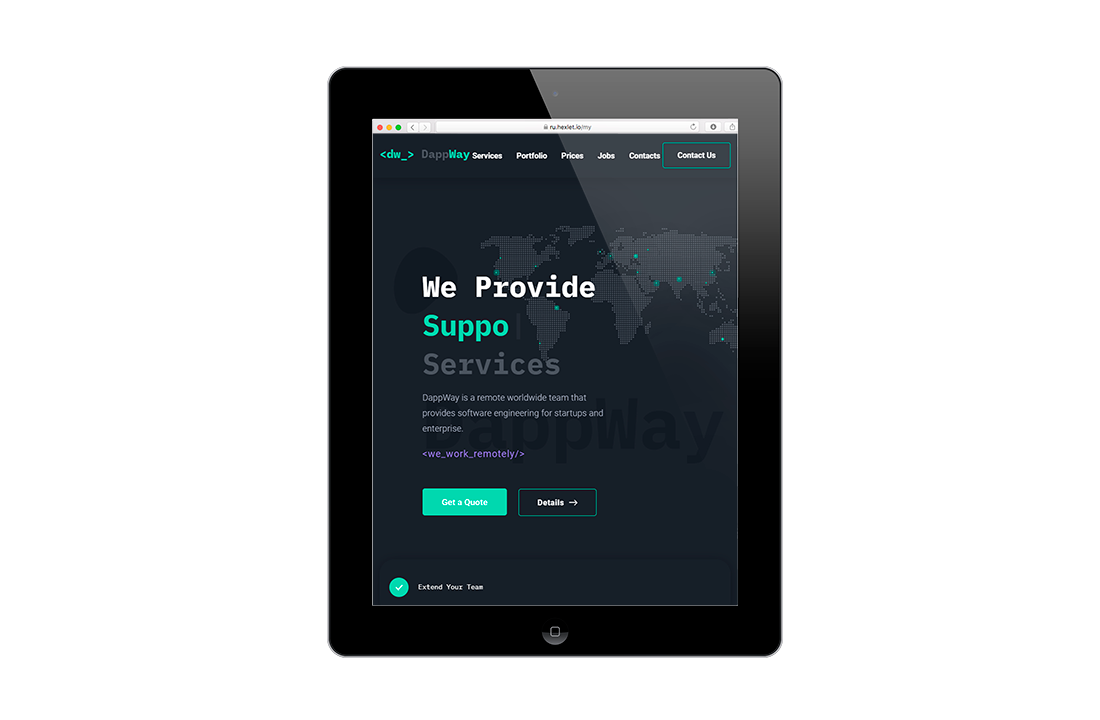 ru.hexlet.io/my
<dw_> DappWay Services Portfolio Prices Jobs Contacts Contact Us
We Provide
Suppo
Services
DappWay is a remote worldwide team that
provides software engineering for startups and
enterprise.
DappWay
<we_work_remotely/>
Get a Quote Details →
Extend Your Team